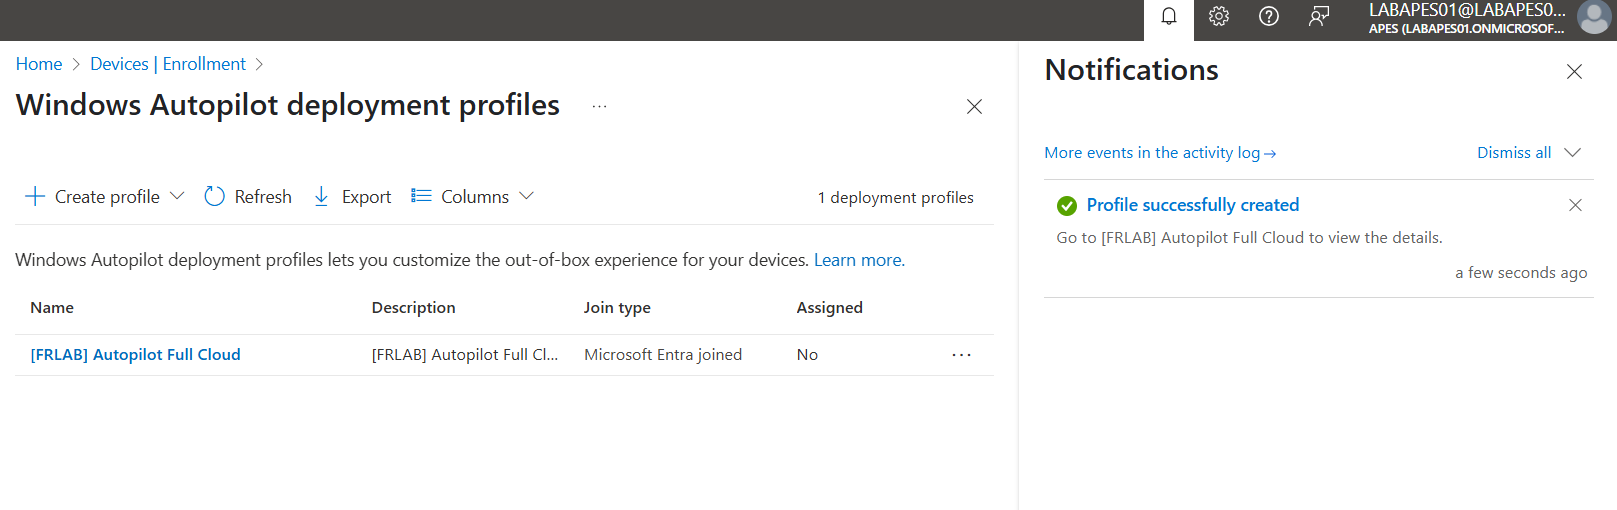 LABAPES01@LABAPES0...
APES (LABAPES01.ONMICROSOF...
Home > Devices | Enrollment >
Windows Autopilot deployment profiles ...
Create profile Refresh Export Columns 1 deployment profiles
Windows Autopilot deployment profiles lets you customize the out-of-box experience for your devices. Learn more.
Name Description Join type Assigned
[FRLAB] Autopilot Full Cloud [FRLAB] Autopilot Full Cl... Microsoft Entra joined No ...
Notifications
More events in the activity log → Dismiss all
Profile successfully created
Go to [FRLAB] Autopilot Full Cloud to view the details.
a few seconds ago